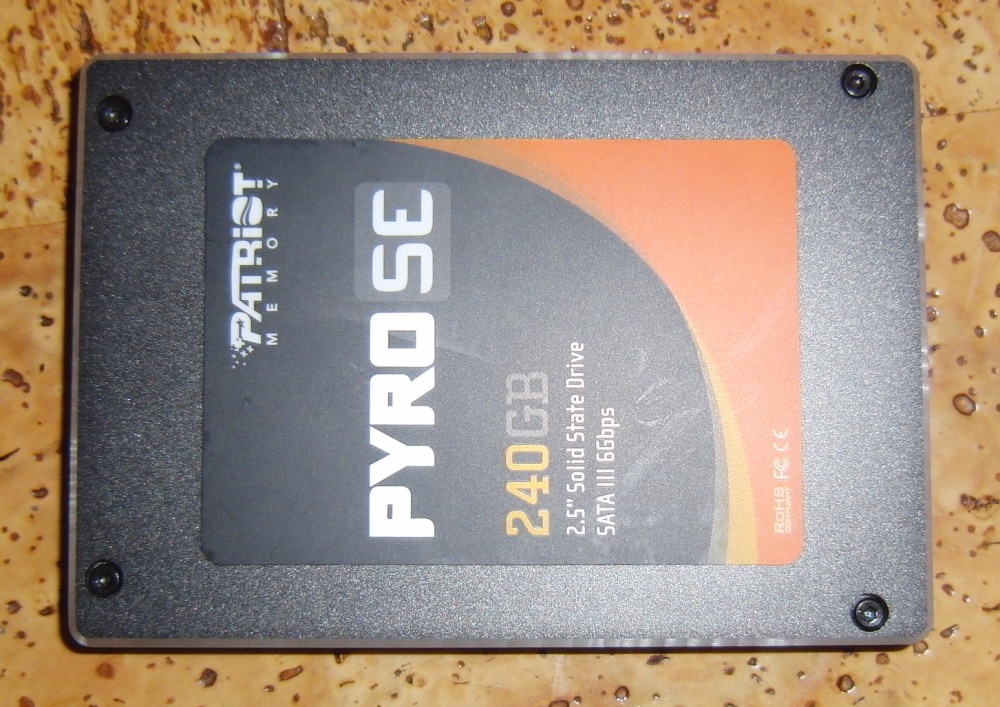 PATRIOT
MEMORY
PYRO SE
240GB
2.5" Solid State Drive
SATA III 6Gbps
ROHS
COMPLIANT
FC CE